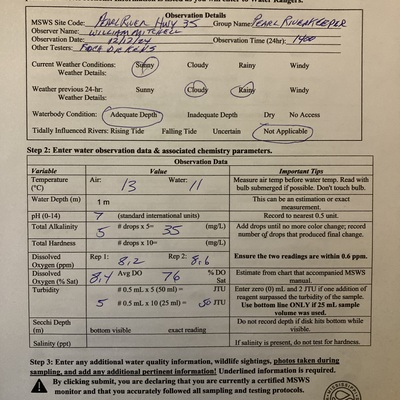 Observation Details
MSWS Site Code: Pearl River Hwy 35 Group Name: Pearl Riverkeeper
Observer Name: William Mitchell
Observation Date: 12/12/24 Observation Time (24hr): 1400
Other Testers:
Current Weather Conditions: Sunny Cloudy Rainy Windy
Weather Details:
Weather previous 24-hr: Sunny Cloudy Rainy Windy
Weather Details:
Waterbody Condition: Adequate Depth Inadequate Depth Dry No Access
Tidally Influenced Rivers: Rising Tide Falling Tide Uncertain Not Applicable
Step 2: Enter water observation data & associated chemistry parameters.
Observation Data
Variable Value Important Tips
Temperature (°C) Air: 13 Water: 11 Measure air temp before water temp. Read with bulb submerged if possible. Don't touch bulb.
Water Depth (m) 1 m This can be an estimation or exact measurement.
pH (0-14) 7 (standard international units) Record to nearest 0.5 unit.
Total Alkalinity 5 # drops x 5= 35 (mg/L) Add drops until no more color change; record number of drops that produced final change.
Total Hardness # drops x 10= (mg/L)
Dissolved Oxygen (ppm) Rep 1: 8,2 Rep 2: 8,6 Ensure the two readings are within 0.6 ppm.
Dissolved Oxygen (% Sat) 8,4 Avg DO 76 % DO Sat Estimate from chart that accompanied MSWS manual.
Turbidity # 0.5 mL x 5 (50 ml) = JTU Enter zero (0) mL and 2 JTU if one addition of reagent surpassed the turbidity of the sample.
5 # 0.5 mL x 10 (25 ml) = 50 JTU Use bottom line ONLY if 25 mL sample volume was used.
Secchi Depth (m) bottom visible exact reading Do not record depth if disk hits bottom while visible.
Salinity (ppt) If salinity is present, do not test for hardness.
Step 3: Enter any additional water quality information, wildlife sightings, photos taken during
sampling, and add any additional pertinent information! Underlined information is required.
By clicking submit, you are declaring that you are currently a certified MSWS
monitor and that you accurately followed all sampling and testing protocols.